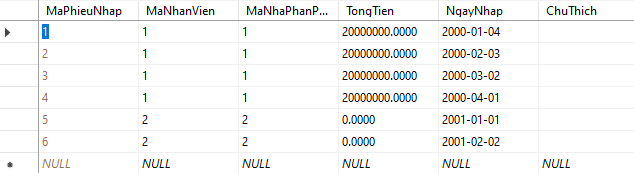 MaPhieuNhap MaNhanVien MaNhaPhanP... TongTien NgayNhap ChuThich
1 1 1 20000000.0000 2000-01-04
2 1 1 20000000.0000 2000-02-03
3 1 1 20000000.0000 2000-03-02
4 1 1 20000000.0000 2000-04-01
5 2 2 0.0000 2001-01-01
6 2 2 0.0000 2001-02-02
NULL NULL NULL NULL NULL NULL